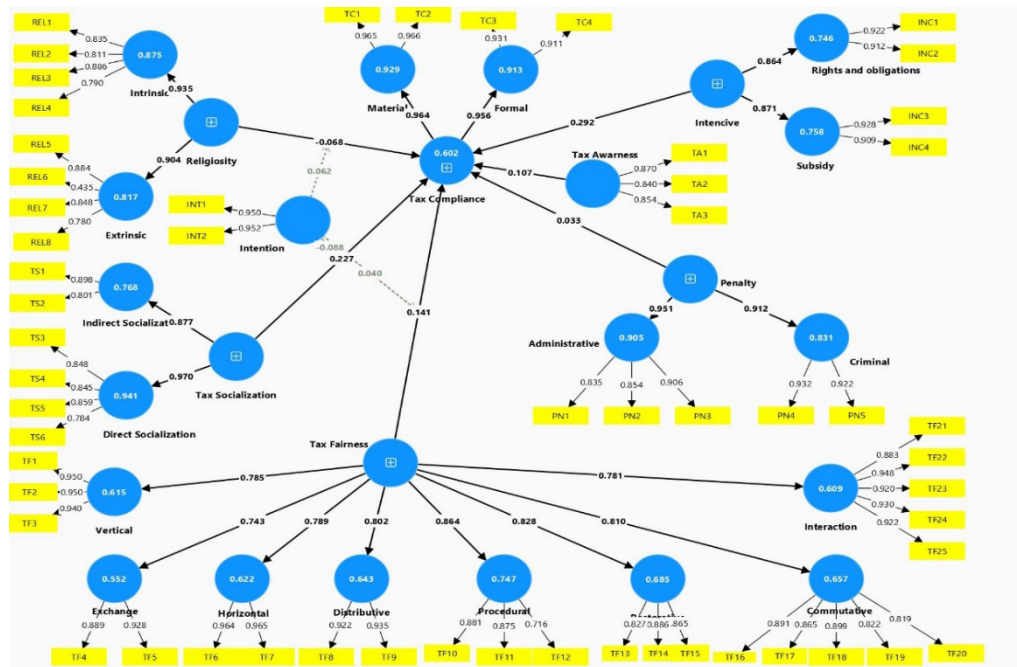 REL1
0.835
REL2
0.811
0.875
REL3
0.886
0.790
REL4
Intrinsic
0.935
TC1
TC2
0.965
0.966
0.929
Material
0.964
TC3
TC4
0.931
0.911
0.913
Formal
0.956
0.746
0.922
INC1
0.912
INC2
Rights and obligations
0.864
Intencive
0.871
0.292
0.758
0.928
INC3
0.909
INC4
Subsidy
Religiosity
-0.068
0.904
0.062
0.602
Tax Compliance
Tax Awarness
0.107
0.870
TA1
0.840
TA2
0.854
TA3
0.033
REL5
0.884
REL6
0.435
0.817
REL7
0.848
0.780
REL8
Extrinsic
INT1
0.950
INT2
0.952
Intention
-0.088
0.227
0.040
0.141
TS1
0.898
TS2
0.801
0.768
Indirect Socializat
0.877
TS3
0.848
TS4
0.845
0.941
TS5
0.859
0.784
TS6
Direct Socialization
0.970
Tax Socialization
Penalty
0.951
0.912
Administrative
0.905
0.831
Criminal
0.835
0.854
0.906
0.932
0.922
PN1
PN2
PN3
PN4
PN5
Tax Fairness
TF1
0.950
TF2
0.950
0.615
TF3
0.940
Vertical
0.785
0.743
0.789
0.802
0.864
0.828
0.810
0.781
0.609
Interaction
TF21
0.883
TF22
0.948
TF23
0.920
TF24
0.930
TF25
0.922
0.552
Exchange
0.889
0.928
TF4
TF5
0.622
Horizontal
0.964
0.965
TF6
TF7
0.643
Distributive
0.922
0.935
TF8
TF9
0.747
Procedural
0.881
0.875
0.716
TF10
TF11
TF12
0.685
0.827
0.886
.865
TF13
TF14
TF15
0.657
Commutative
0.891
0.865
0.899
0.822
0.819
TF16
TF17
TF18
TF19
TF20